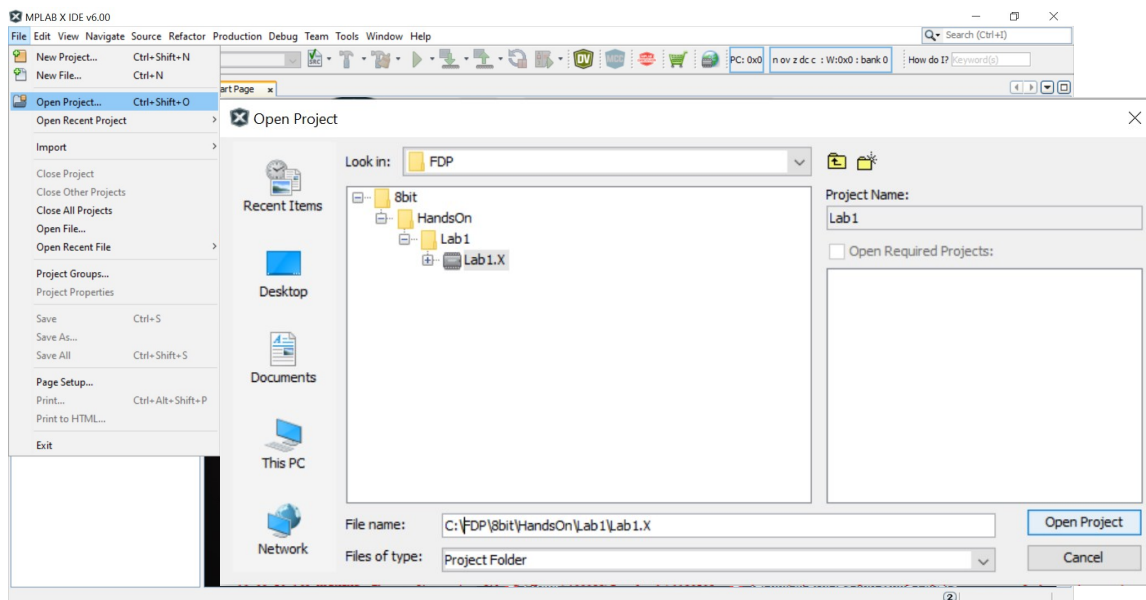 MPLAB X IDE v6.00
File Edit View Navigate Source Refactor Production Debug Team Tools Window Help
Search (Ctrl+I)
New Project... Ctrl+Shift+N
New File... Ctrl+N
PC: 0x0 n ov z dc c : W:0x0 : bank 0 How do I? Keyword(s)
art Page x
Open Project... Ctrl+Shift+O
Open Recent Project >
Import >
Close Project
Close Other Projects
Close All Projects
Open File...
Open Recent File >
Project Groups...
Project Properties
Save Ctrl+S
Save As...
Save All Ctrl+Shift+S
Page Setup...
Print... Ctrl+Alt+Shift+P
Print to HTML...
Exit
Open Project
Look in: FDP
Recent Items
Desktop
Documents
This PC
Network
8bit
HandsOn
Lab1
Lab1.X
Project Name:
Lab1
Open Required Projects:
File name: C:\FDP\8bit\HandsOn\Lab1\Lab1.X
Open Project
Files of type: Project Folder
Cancel
2